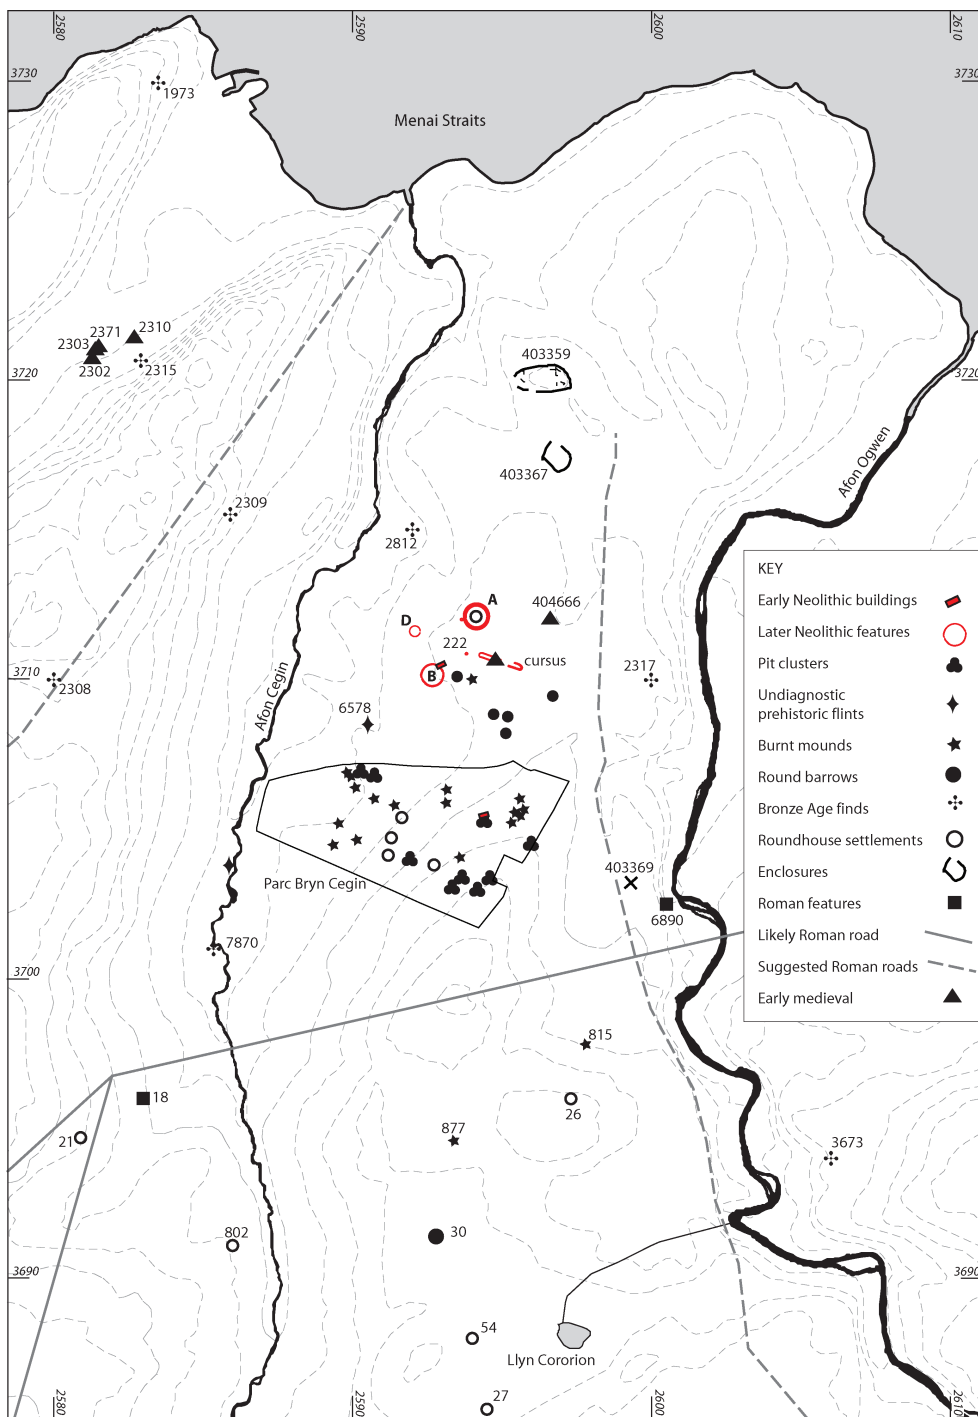 2580
2590
2600
2610
3730
3730
1973
Menai Straits
2310
2371
2303
2302
2315
403359
3720
3720
403367
Afon Ogwen
2309
2812
A
D
404666
222
cursus
B
2317
2308
3710
Afon Cegin
6578
403369
Parc Bryn Cegin
6890
7870
3700
815
18
26
21
877
3673
802
30
3690
3690
54
Llyn Cororion
27
2580
2590
2600
2610
KEY
Early Neolithic buildings
Later Neolithic features
Pit clusters
Undiagnostic
prehistoric flints
Burnt mounds
Round barrows
Bronze Age finds
Roundhouse settlements
Enclosures
Roman features
Likely Roman road
Suggested Roman roads
Early medieval